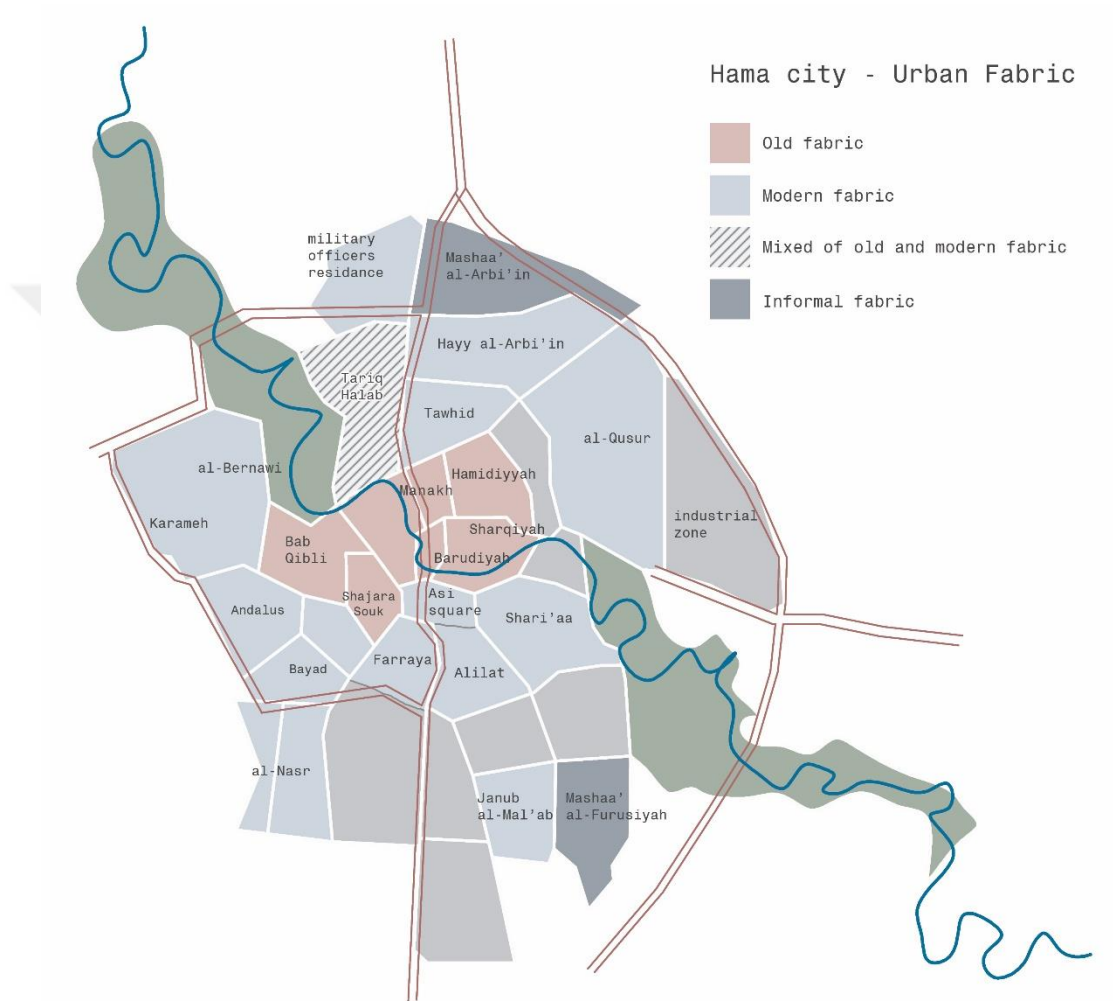 Hama city - Urban Fabric
Old fabric
Modern fabric
Mixed of old and modern fabric
Informal fabric
military
officers
residance
Mashaa'
al-Arbi'in
Hayy al-Arbi'in
Tariq
Halab
Tawhid
al-Qusur
al-Bernawi
Hamidiyyah
Manakh
Karameh
industrial
zone
Sharqiyah
Bab
Qibli
Barudiyah
Shajara
Souk
Asi
square
Andalus
Shari'aa
Farraya
Bayad
Alilat
al-Nasr
Janub
al-Mal'ab
Mashaa'
al-Furusiyah